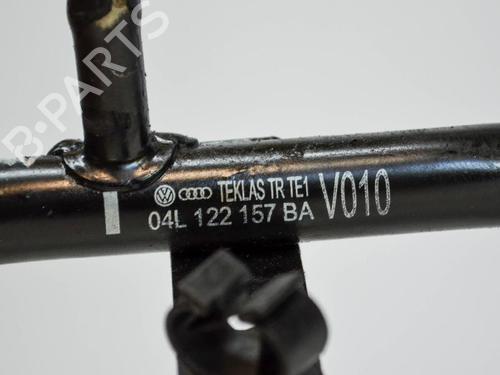 B-PARTS
TEKLAS TR TE1 V010
04L 122 157 BA